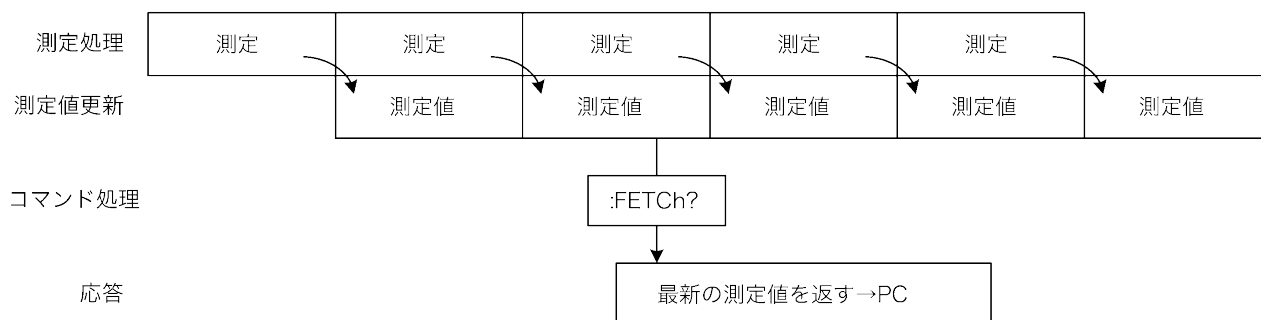 測定処理 測定 測定 測定 測定 測定
測定値更新 測定値 測定値 測定値 測定値 測定値
コマンド処理 :FETCh?
応答 最新の測定値を返す→PC